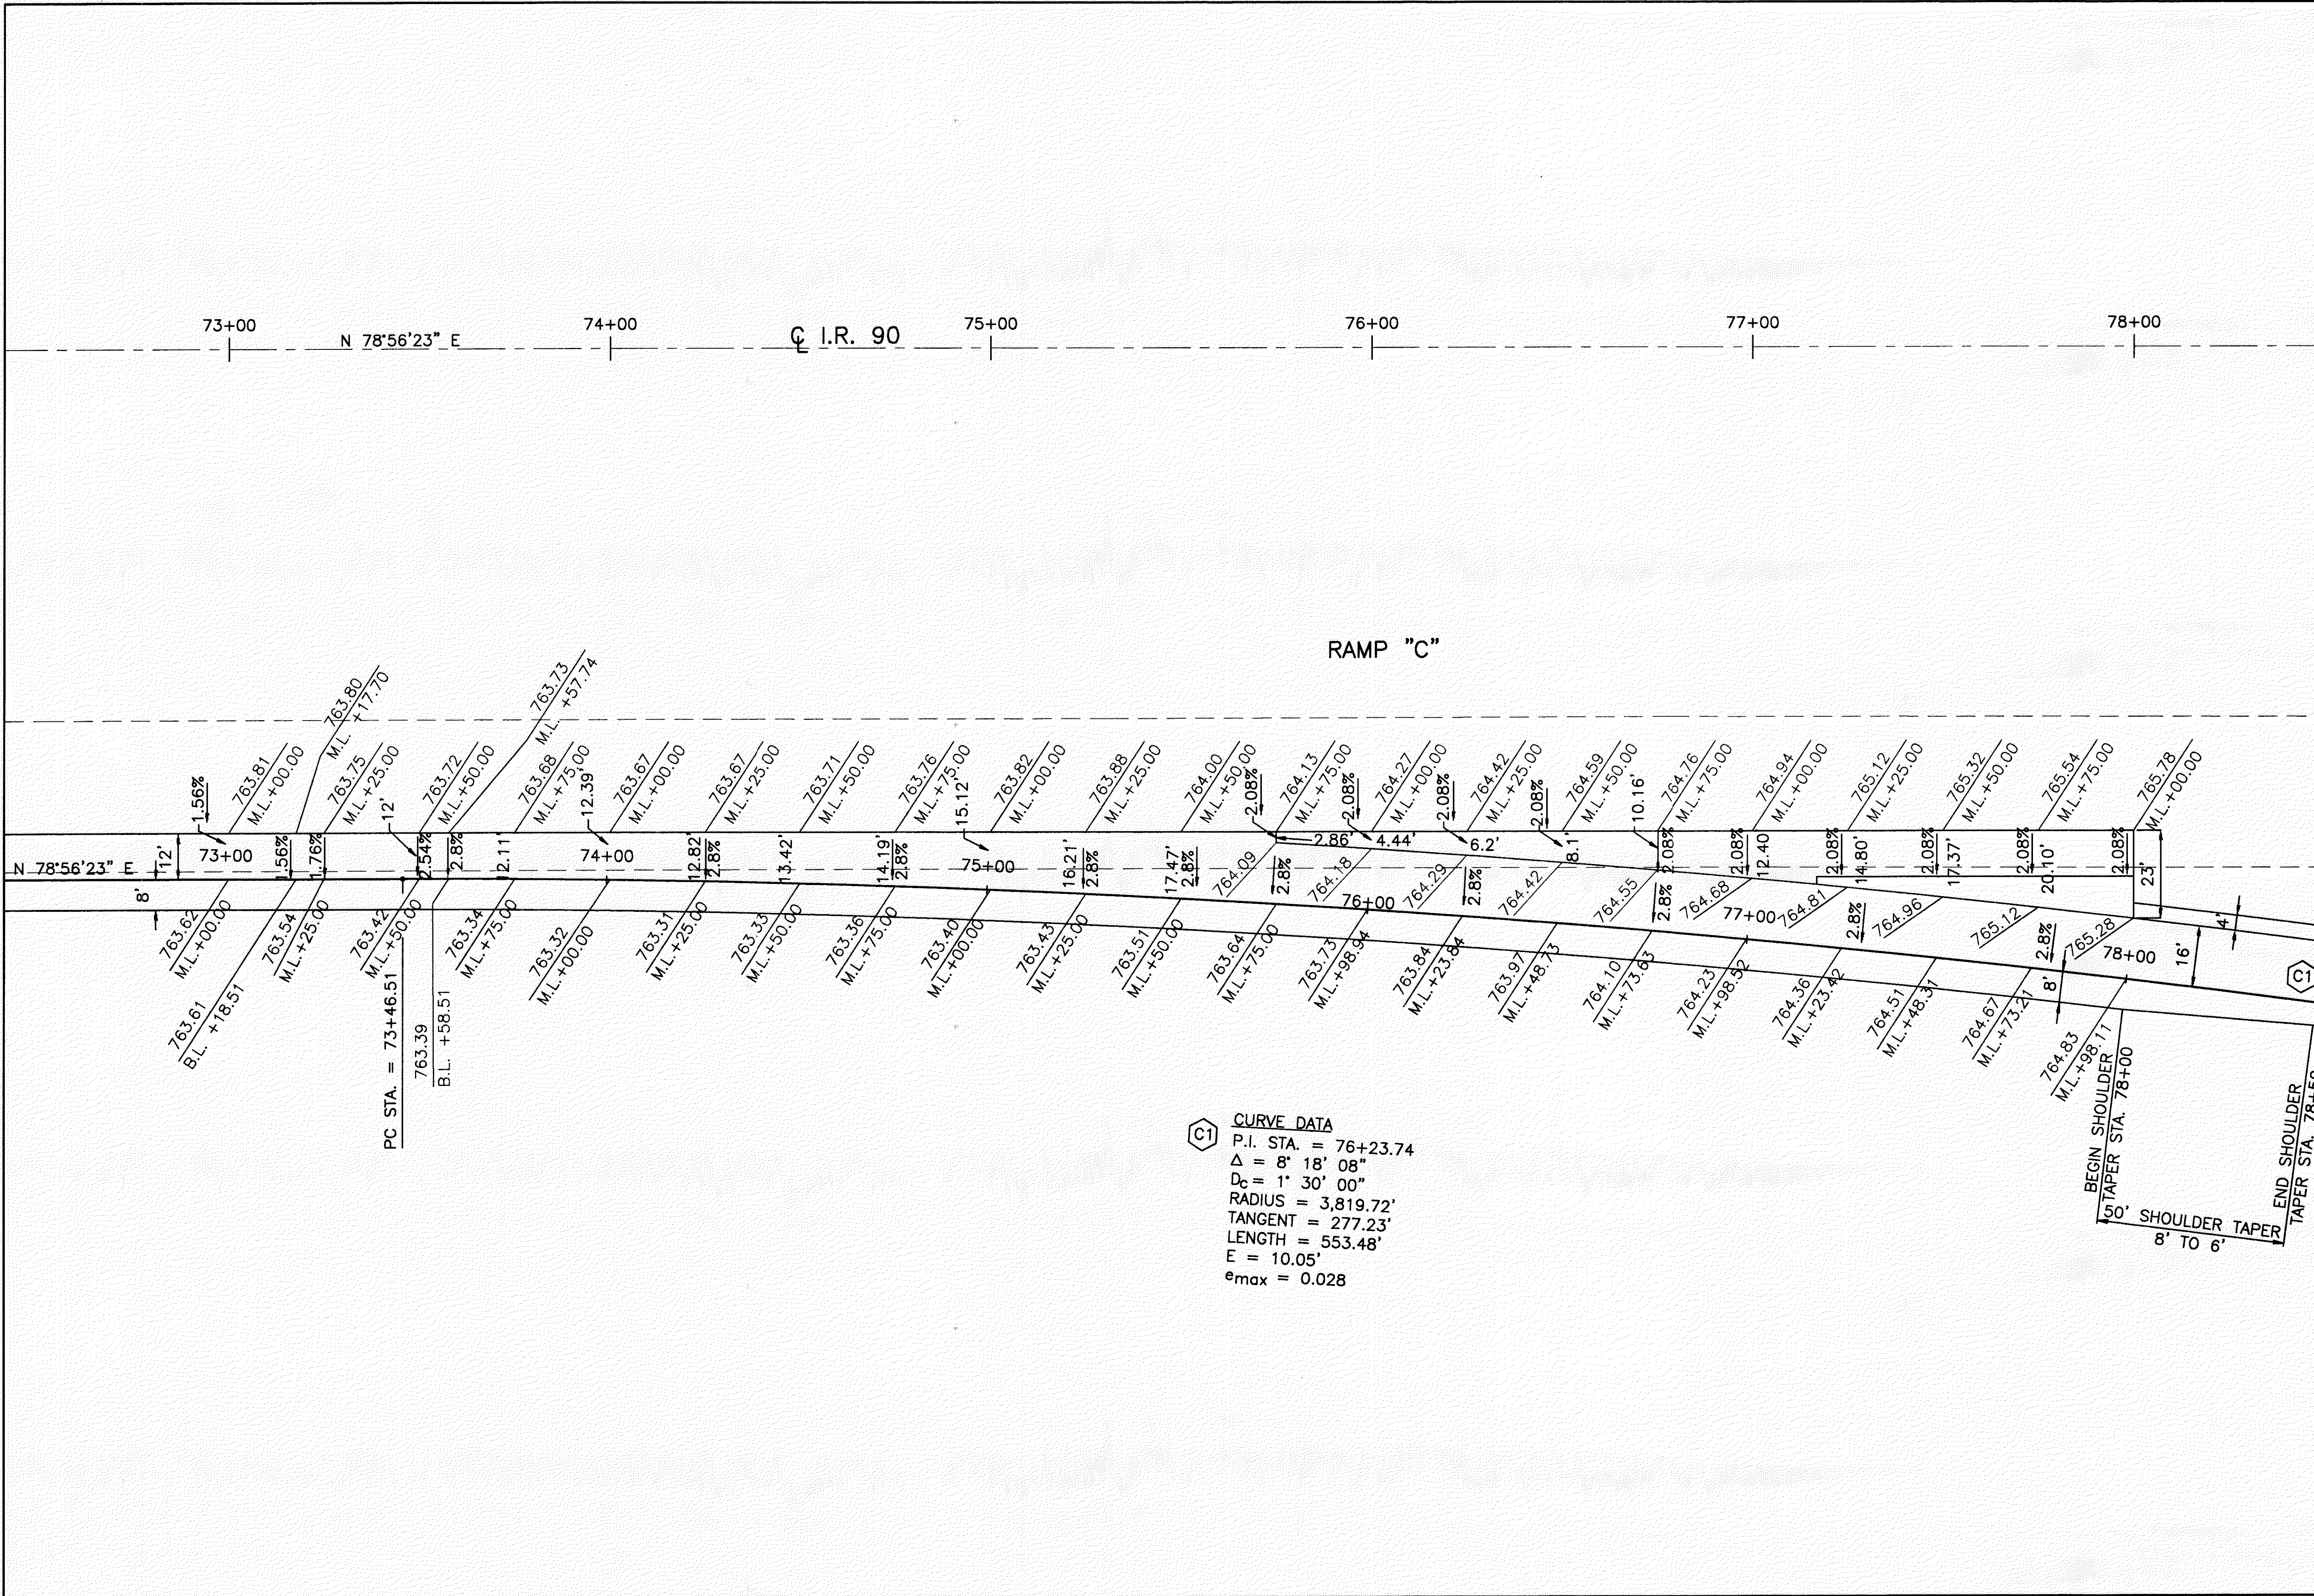 73+00
74+00
75+00
76+00
77+00
78+00
N 78°56'23" E
℄ I.R. 90
RAMP "C"
763.80
M.L. +17.70
763.73
M.L. +57.74
1.56%
763.81
M.L.+00.00
763.75
M.L.+25.00
12'
763.72
M.L.+50.00
763.68
M.L.+75.00
12.39'
763.67
M.L.+00.00
763.67
M.L.+25.00
763.71
M.L.+50.00
763.76
M.L.+75.00
15.12'
763.82
M.L.+00.00
763.88
M.L.+25.00
764.00
M.L.+50.00
2.08%
764.13
M.L.+75.00
2.08%
764.27
M.L.+00.00
2.08%
764.42
M.L.+25.00
2.08%
764.59
M.L.+50.00
10.16'
764.76
M.L.+75.00
764.94
M.L.+00.00
765.12
M.L.+25.00
765.32
M.L.+50.00
765.54
M.L.+75.00
765.78
M.L.+00.00
N 78°56'23" E
12'
8'
73+00
1.56%
1.76%
2.54%
2.8%
12.11'
74+00
12.82'
2.8%
13.42'
14.19'
2.8%
75+00
16.21'
2.8%
17.47'
2.8%
764.09
2.8%
2.86'
764.18
4.44'
76+00
764.29
6.2'
2.8%
764.42
8.1'
764.55
2.08%
2.8%
764.68
2.08%
12.40
77+00
764.81
2.08%
14.80'
2.8%
764.96
2.08%
17.37'
765.12
2.08%
20.10'
2.8%
765.28
2.08%
23'
78+00
8'
16'
4'
C1
763.62
M.L.+00.00
763.61
B.L. +18.51
763.54
M.L.+25.00
763.42
M.L.+50.00
PC STA. = 73+46.51
763.39
B.L. +58.51
763.34
M.L.+75.00
763.32
M.L.+00.00
763.31
M.L.+25.00
763.33
M.L.+50.00
763.36
M.L.+75.00
763.40
M.L.+00.00
763.43
M.L.+25.00
763.51
M.L.+50.00
763.64
M.L.+75.00
763.73
M.L.+98.94
763.84
M.L.+23.84
763.97
M.L.+48.73
764.10
M.L.+73.63
764.23
M.L.+98.52
764.36
M.L.+23.42
764.51
M.L.+48.31
764.67
M.L.+73.21
764.83
M.L.+98.11
BEGIN SHOULDER
TAPER STA. 78+00
END SHOULDER
TAPER STA.
50' SHOULDER TAPER
8' TO 6'
C1
CURVE DATA
P.I. STA. = 76+23.74
Δ = 8° 18' 08"
Dc = 1° 30' 00"
RADIUS = 3,819.72'
TANGENT = 277.23'
LENGTH = 553.48'
E = 10.05'
emax = 0.028